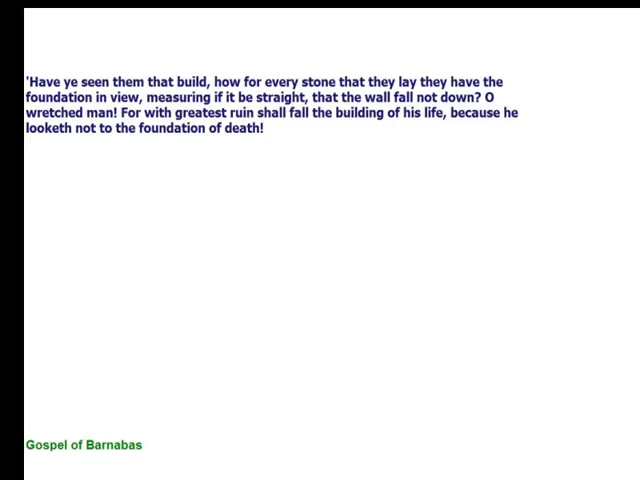 'Have ye seen them that build, how for every stone that they lay they have the
foundation in view, measuring if it be straight, that the wall fall not down? O
wretched man! For with greatest ruin shall fall the building of his life, because he
looketh not to the foundation of death!
Gospel of Barnabas